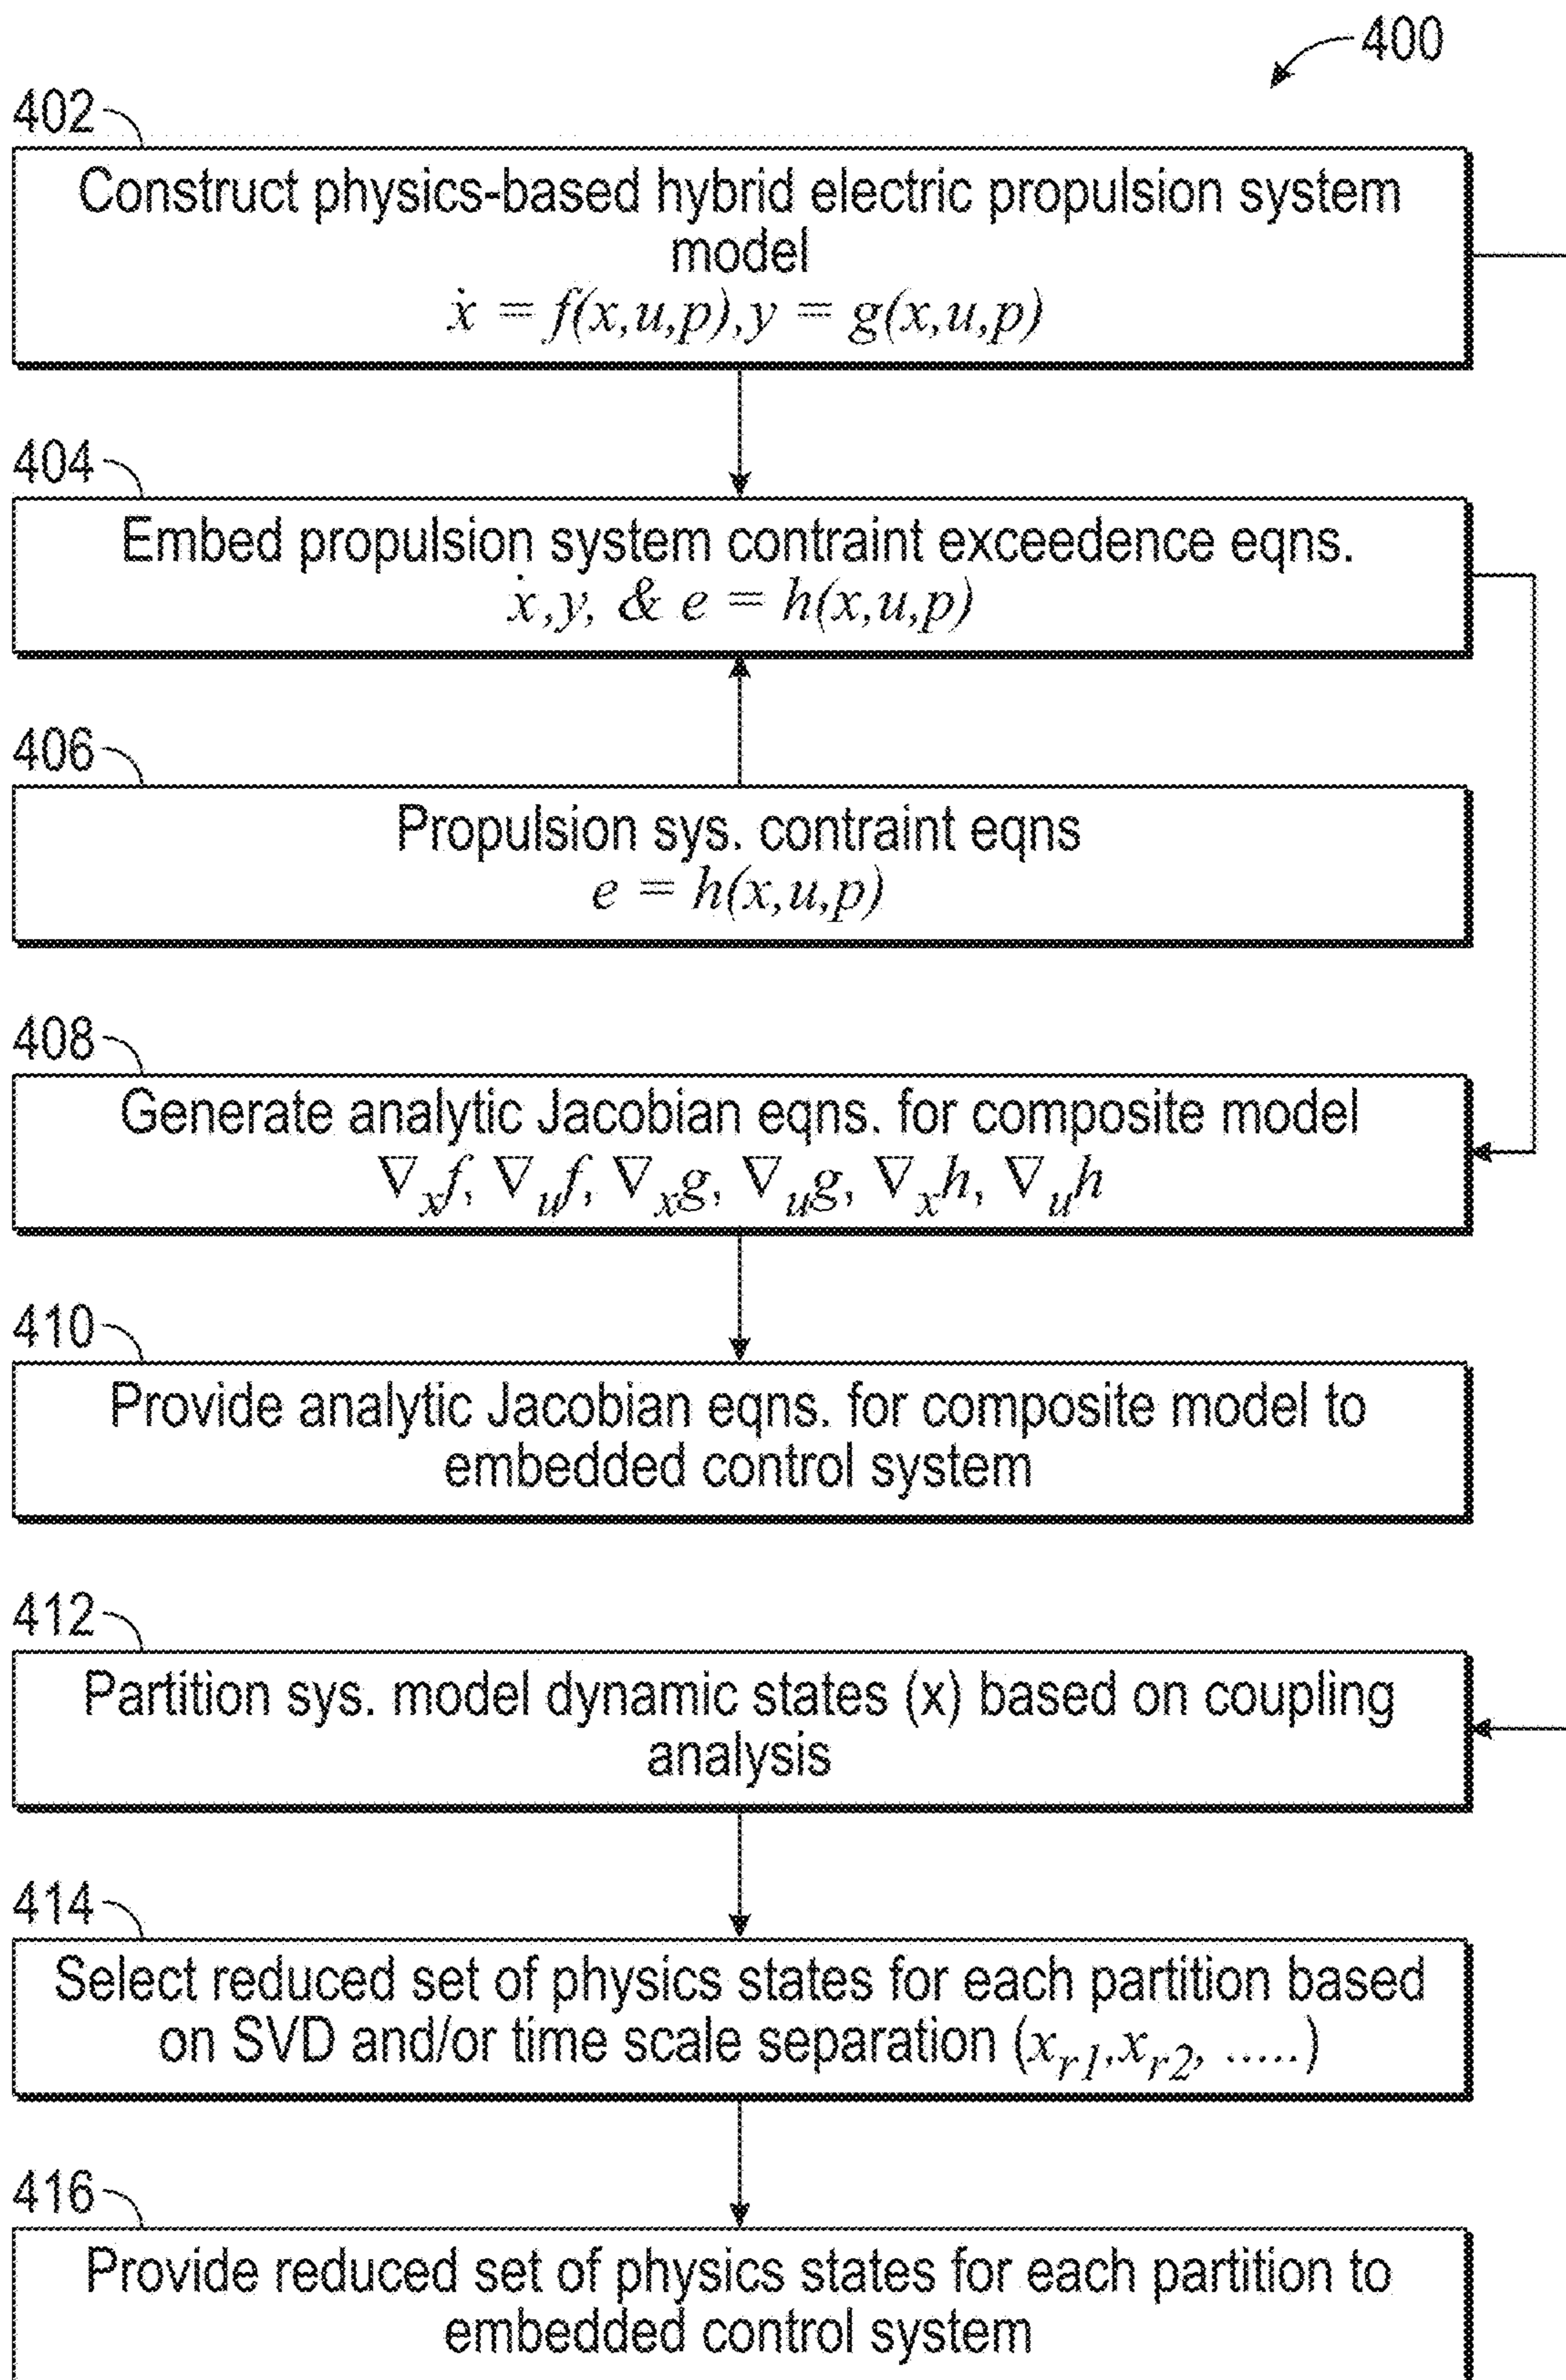 400
402
Construct physics-based hybrid electric propulsion system
model
ẋ = f(x,u,p), y = g(x,u,p)
404
Embed propulsion system contraint exceedence eqns.
ẋ,y, & e = h(x,u,p)
406
Propulsion sys. contraint eqns
e = h(x,u,p)
408
Generate analytic Jacobian eqns. for composite model
∇ₓf, ∇ᵤf, ∇ₓg, ∇ᵤg, ∇ₓh, ∇ᵤh
410
Provide analytic Jacobian eqns. for composite model to
embedded control system
412
Partition sys. model dynamic states (x) based on coupling
analysis
414
Select reduced set of physics states for each partition based
on SVD and/or time scale separation (x_{r1},x_{r2}, .....)
416
Provide reduced set of physics states for each partition to
embedded control system